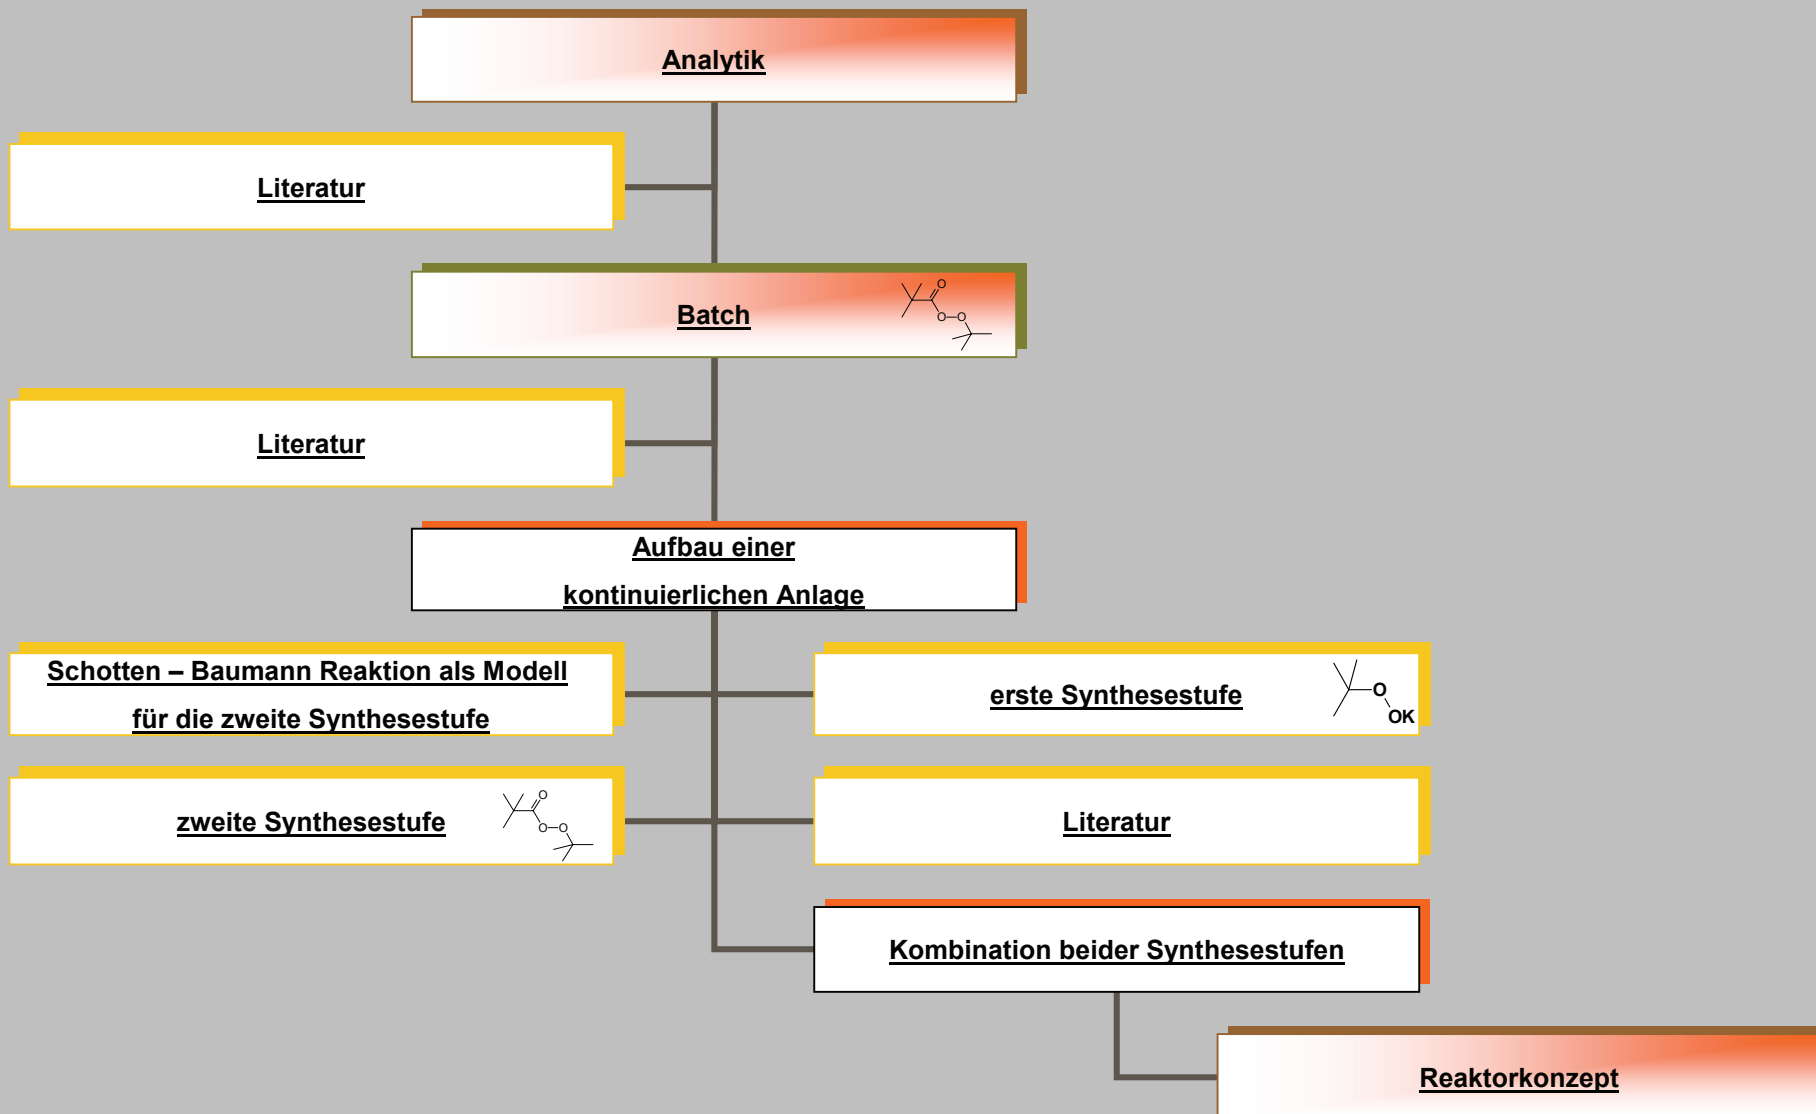 Analytik
Literatur
Batch
O
O–O
Literatur
Aufbau einer
kontinuierlichen Anlage
Schotten – Baumann Reaktion als Modell
für die zweite Synthesestufe
erste Synthesestufe
O
OK
zweite Synthesestufe
O
O–O
Literatur
Kombination beider Synthesestufen
Reaktorkonzept